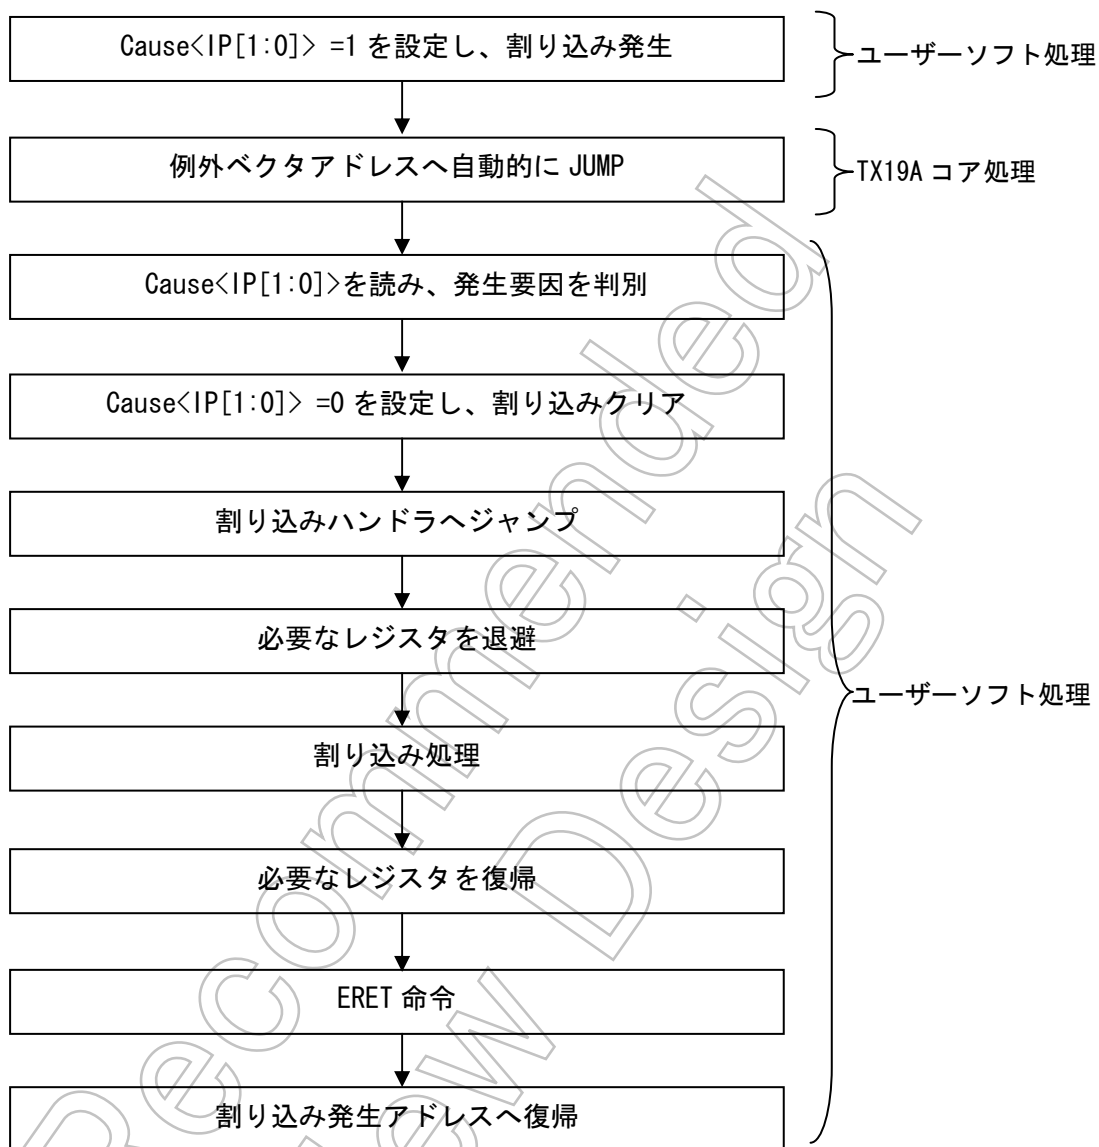 Cause<IP[1:0]> =1 を設定し、割り込み発生
ユーザーソフト処理
例外ベクタアドレスへ自動的に JUMP
TX19A コア処理
Cause<IP[1:0]>を読み、発生要因を判別
Cause<IP[1:0]> =0 を設定し、割り込みクリア
割り込みハンドラへジャンプ
必要なレジスタを退避
ユーザーソフト処理
割り込み処理
必要なレジスタを復帰
ERET 命令
割り込み発生アドレスへ復帰
Recommended
ew Design